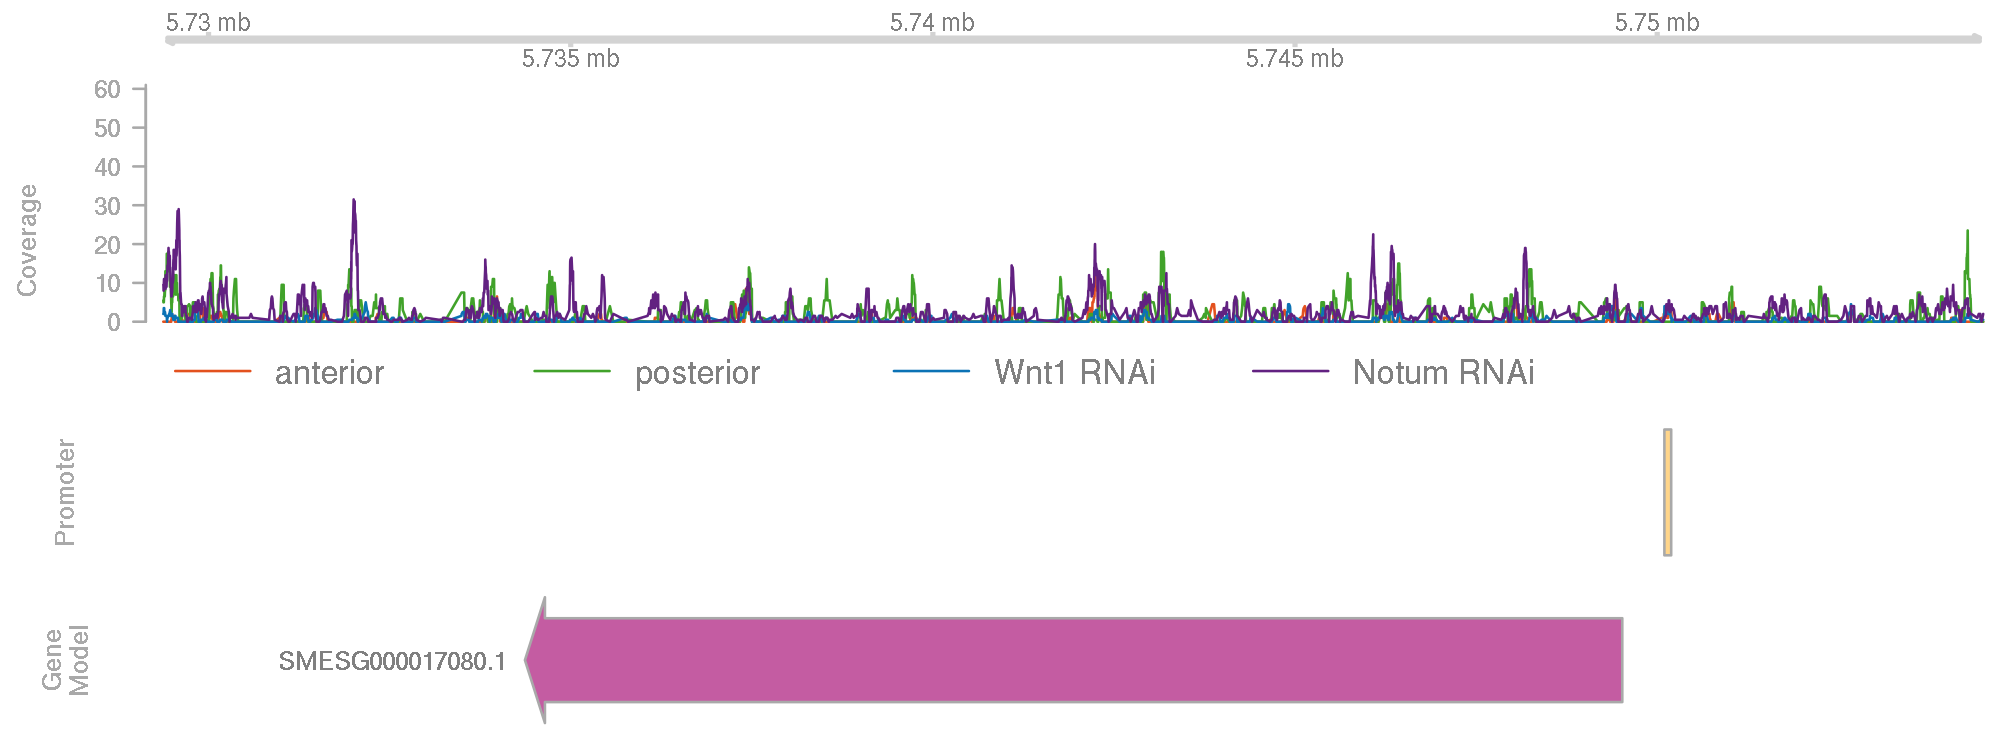 5.73 mb
5.74 mb
5.75 mb
5.735 mb
5.745 mb
Coverage
60
50
40
30
20
10
0
anterior
posterior
Wnt1 RNAi
Notum RNAi
Promoter
Gene
Model
SMESG000017080.1